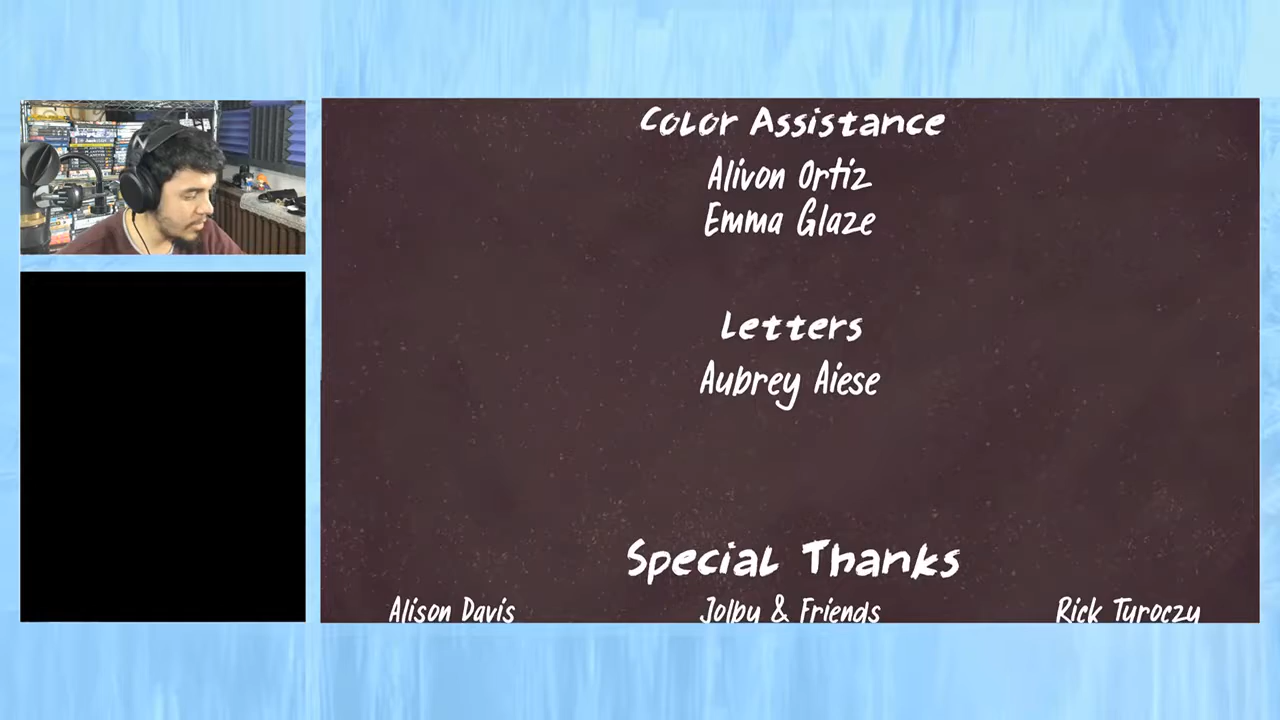 Color Assistance
Alivon Ortiz
Emma Glaze
Letters
Aubrey Aiese
Special Thanks
Alison Davis Jolby & Friends Rick Turoczy